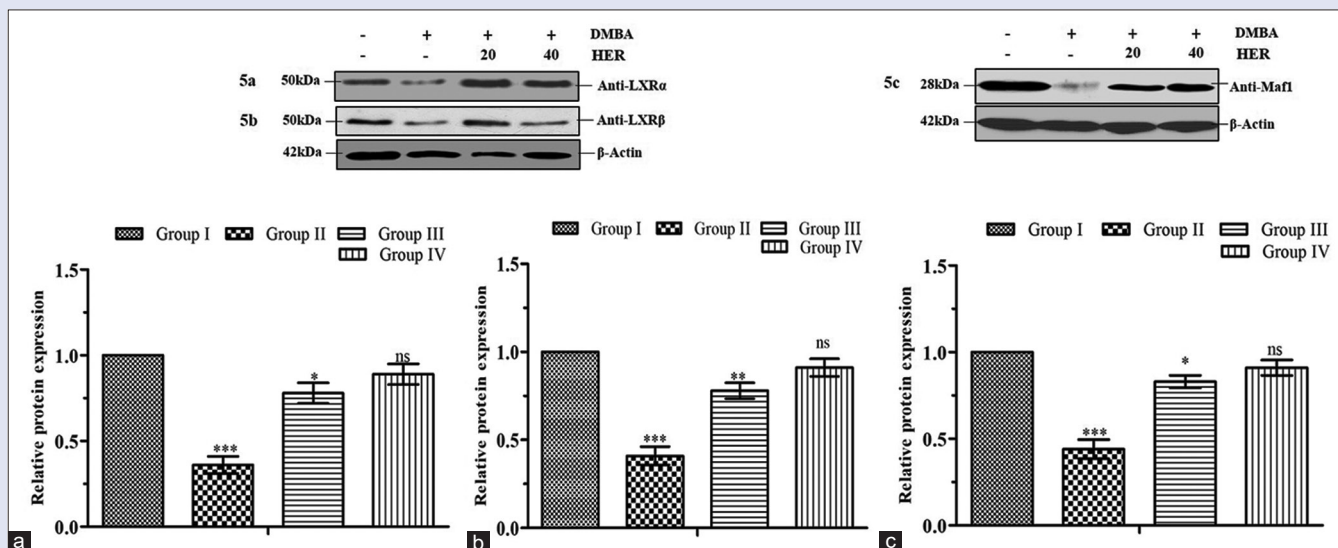 - + + + DMBA
- - 20 40 HER
5a 50kDa Anti-LXRα
5b 50kDa Anti-LXRβ
42kDa β-Actin
- + + + DMBA
- - 20 40 HER
5c 28kDa Anti-Maf1
42kDa β-Actin
Group I Group II Group III
Group IV
Relative protein expression
1.5
1.0
0.5
0.0
***
*
ns
a
Group I Group II Group III
Group IV
Relative protein expression
1.5
1.0
0.5
0.0
***
**
ns
b
Group I Group II Group III
Group IV
Relative protein expression
1.5
1.0
0.5
0.0
***
*
ns
c